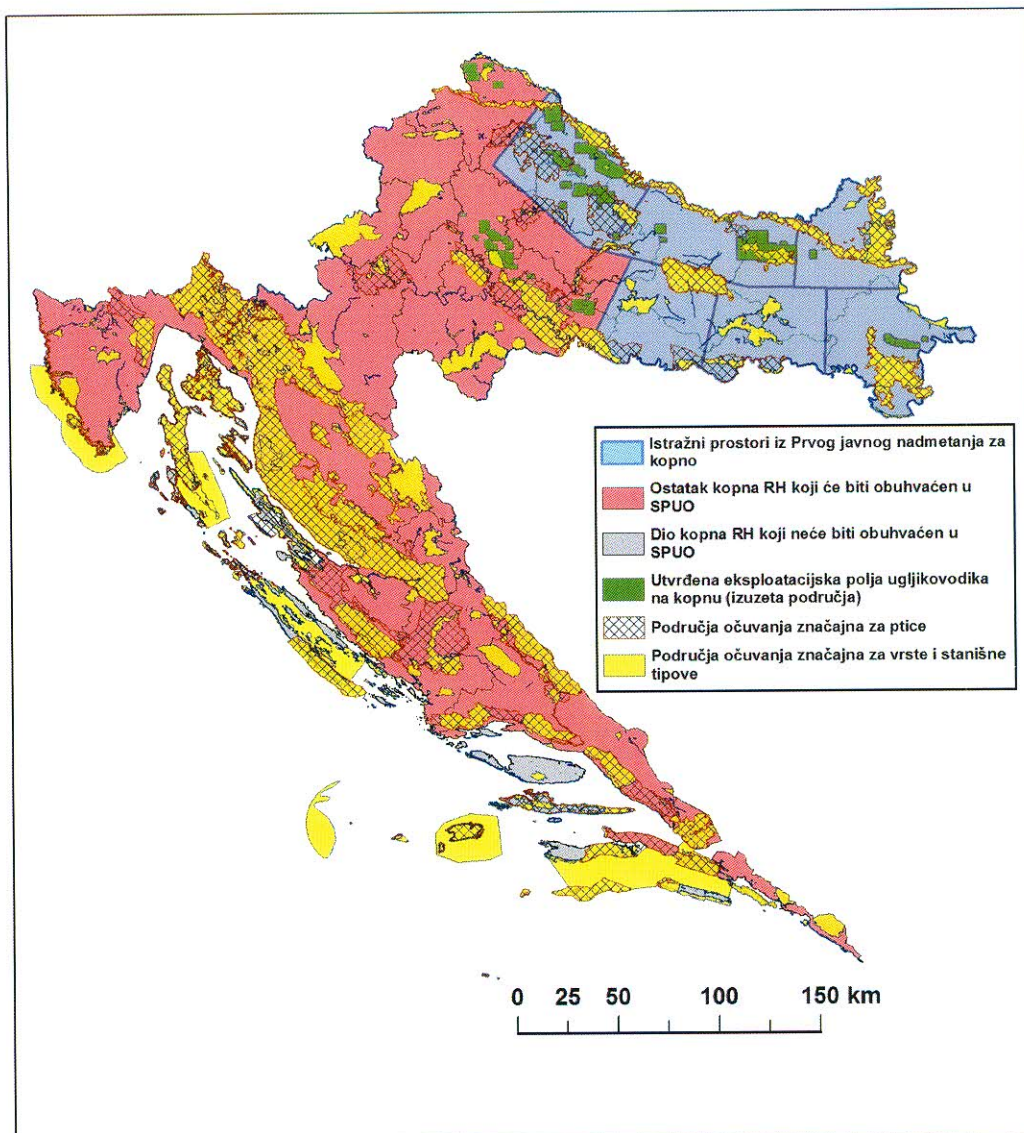 Istražni prostori iz Prvog javnog nadmetanja za
kopno
Ostatak kopna RH koji će biti obuhvaćen u
SPUO
Dio kopna RH koji neće biti obuhvaćen u
SPUO
Utvrđena eksploatacijska polja ugljikovodika
na kopnu (izuzeta područja)
Područja očuvanja značajna za ptice
Područja očuvanja značajna za vrste i stanišne
tipove
0 25 50 100 150 km